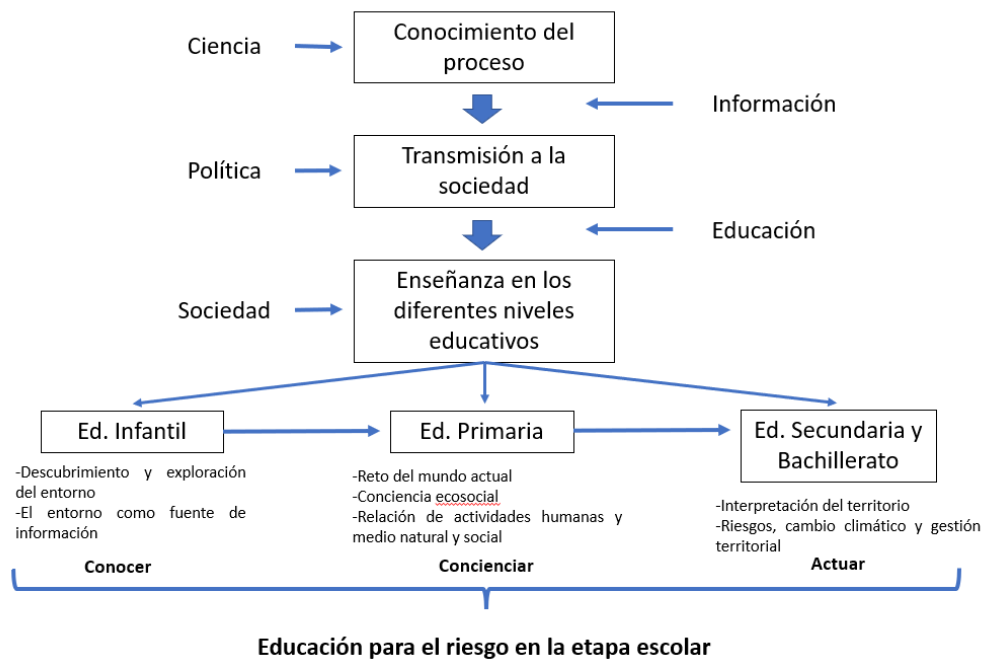 Ciencia
Conocimiento del
proceso
Información
Política
Transmisión a la
sociedad
Educación
Sociedad
Enseñanza en los
diferentes niveles
educativos
Ed. Infantil
-Descubrimiento y exploración
del entorno
-El entorno como fuente de
información
Conocer
Ed. Primaria
-Reto del mundo actual
-Conciencia ecosocial
-Relación de actividades humanas y
medio natural y social
Concienciar
Ed. Secundaria y
Bachillerato
-Interpretación del territorio
-Riesgos, cambio climático y gestión
territorial
Actuar
Educación para el riesgo en la etapa escolar